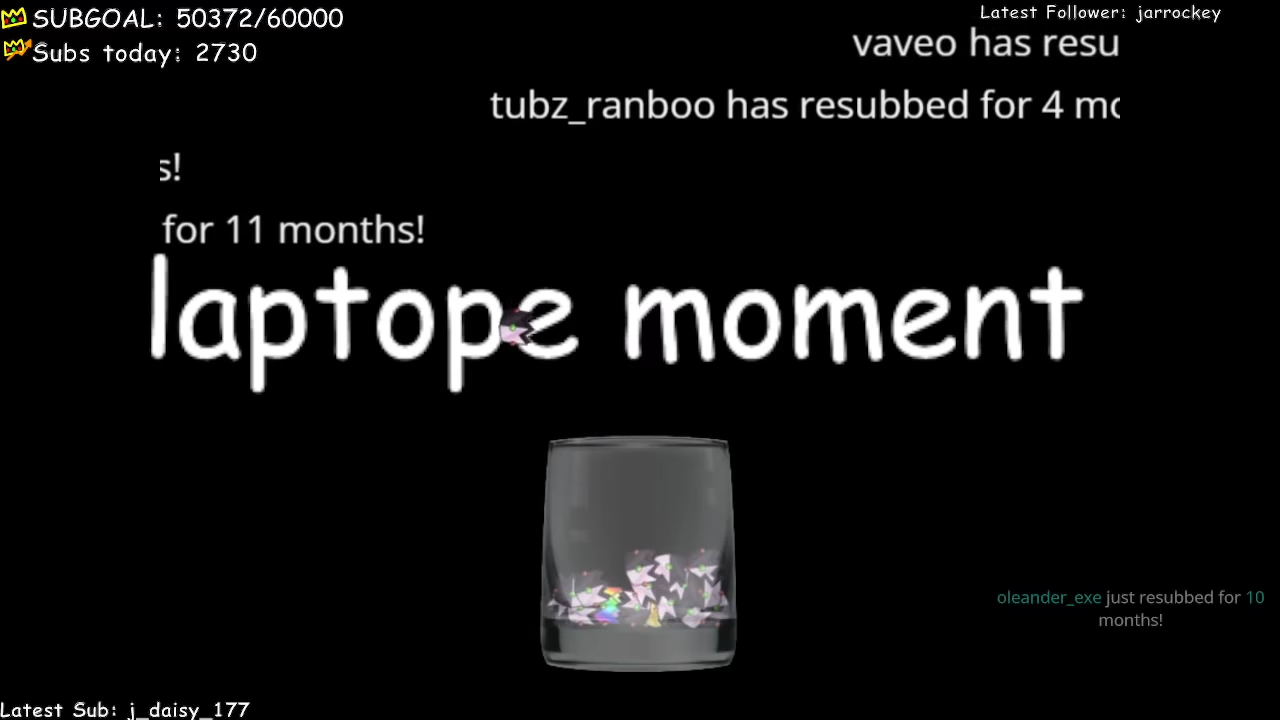 SUBGOAL: 50372/60000
Latest Follower: jarrockey
Subs today: 2730
vaveo has resu
tubz_ranboo has resubbed for 4 mo
s!
for 11 months!
laptope moment
oleander_exe just resubbed for 10
months!
Latest Sub: j_daisy_177